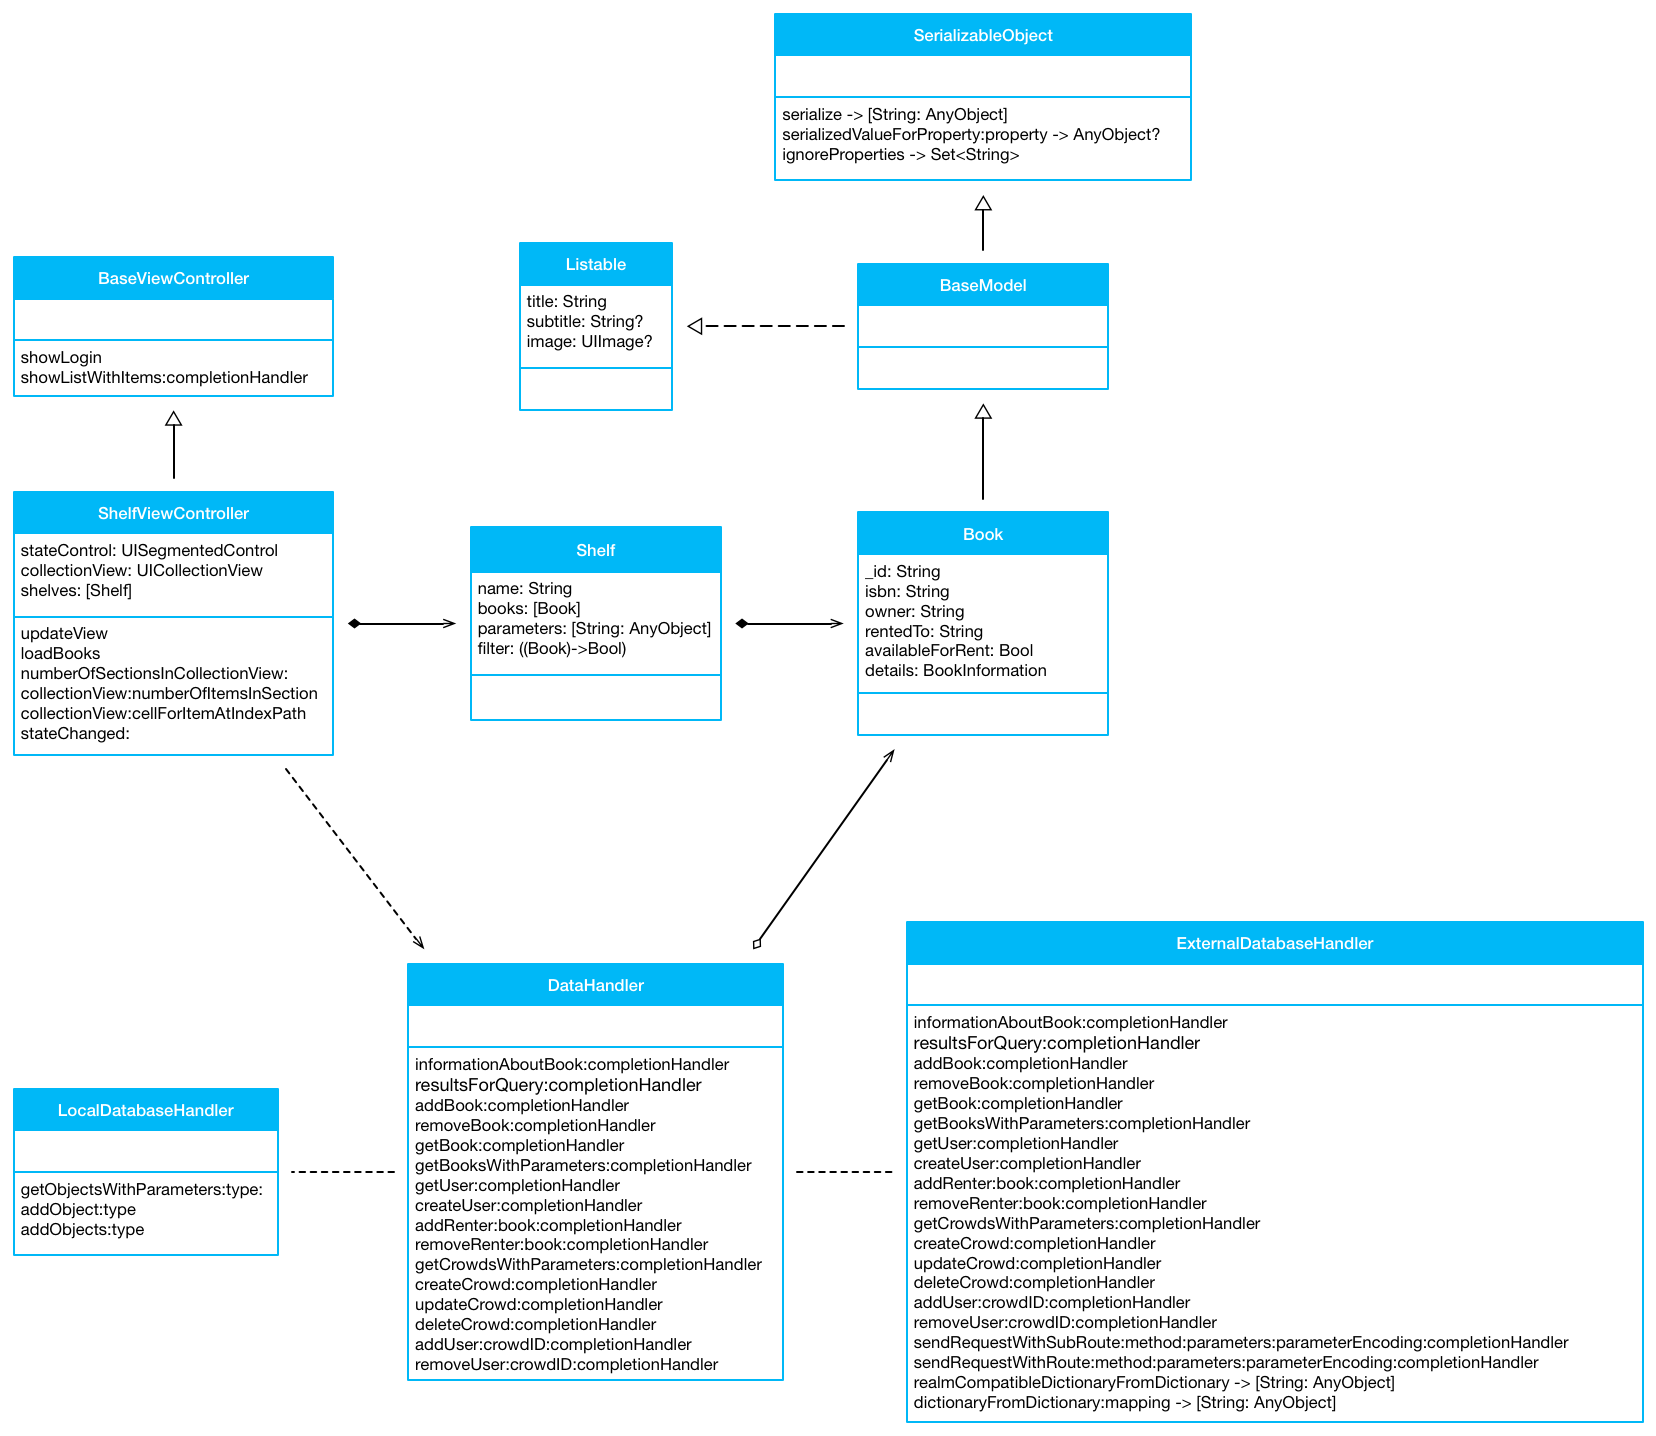 SerializableObject
serialize -> [String: AnyObject]
serializedValueForProperty:property -> AnyObject?
ignoreProperties -> Set<String>
BaseViewController
showLogin
showListWithItems:completionHandler
Listable
title: String
subtitle: String?
image: UIImage?
BaseModel
ShelfViewController
stateControl: UISegmentedControl
collectionView: UICollectionView
shelves: [Shelf]
updateView
loadBooks
numberOfSectionsInCollectionView:
collectionView:numberOfItemsInSection
collectionView:cellForItemAtIndexPath
stateChanged:
Shelf
name: String
books: [Book]
parameters: [String: AnyObject]
filter: ((Book)->Bool)
Book
_id: String
isbn: String
owner: String
rentedTo: String
availableForRent: Bool
details: BookInformation
LocalDatabaseHandler
getObjectsWithParameters:type:
addObject:type
addObjects:type
DataHandler
informationAboutBook:completionHandler
resultsForQuery:completionHandler
addBook:completionHandler
removeBook:completionHandler
getBook:completionHandler
getBooksWithParameters:completionHandler
getUser:completionHandler
createUser:completionHandler
addRenter:book:completionHandler
removeRenter:book:completionHandler
getCrowdsWithParameters:completionHandler
createCrowd:completionHandler
updateCrowd:completionHandler
deleteCrowd:completionHandler
addUser:crowdID:completionHandler
removeUser:crowdID:completionHandler
ExternalDatabaseHandler
informationAboutBook:completionHandler
resultsForQuery:completionHandler
addBook:completionHandler
removeBook:completionHandler
getBook:completionHandler
getBooksWithParameters:completionHandler
getUser:completionHandler
createUser:completionHandler
addRenter:book:completionHandler
removeRenter:book:completionHandler
getCrowdsWithParameters:completionHandler
createCrowd:completionHandler
updateCrowd:completionHandler
deleteCrowd:completionHandler
addUser:crowdID:completionHandler
removeUser:crowdID:completionHandler
sendRequestWithSubRoute:method:parameters:parameterEncoding:completionHandler
sendRequestWithRoute:method:parameters:parameterEncoding:completionHandler
realmCompatibleDictionaryFromDictionary -> [String: AnyObject]
dictionaryFromDictionary:mapping -> [String: AnyObject]